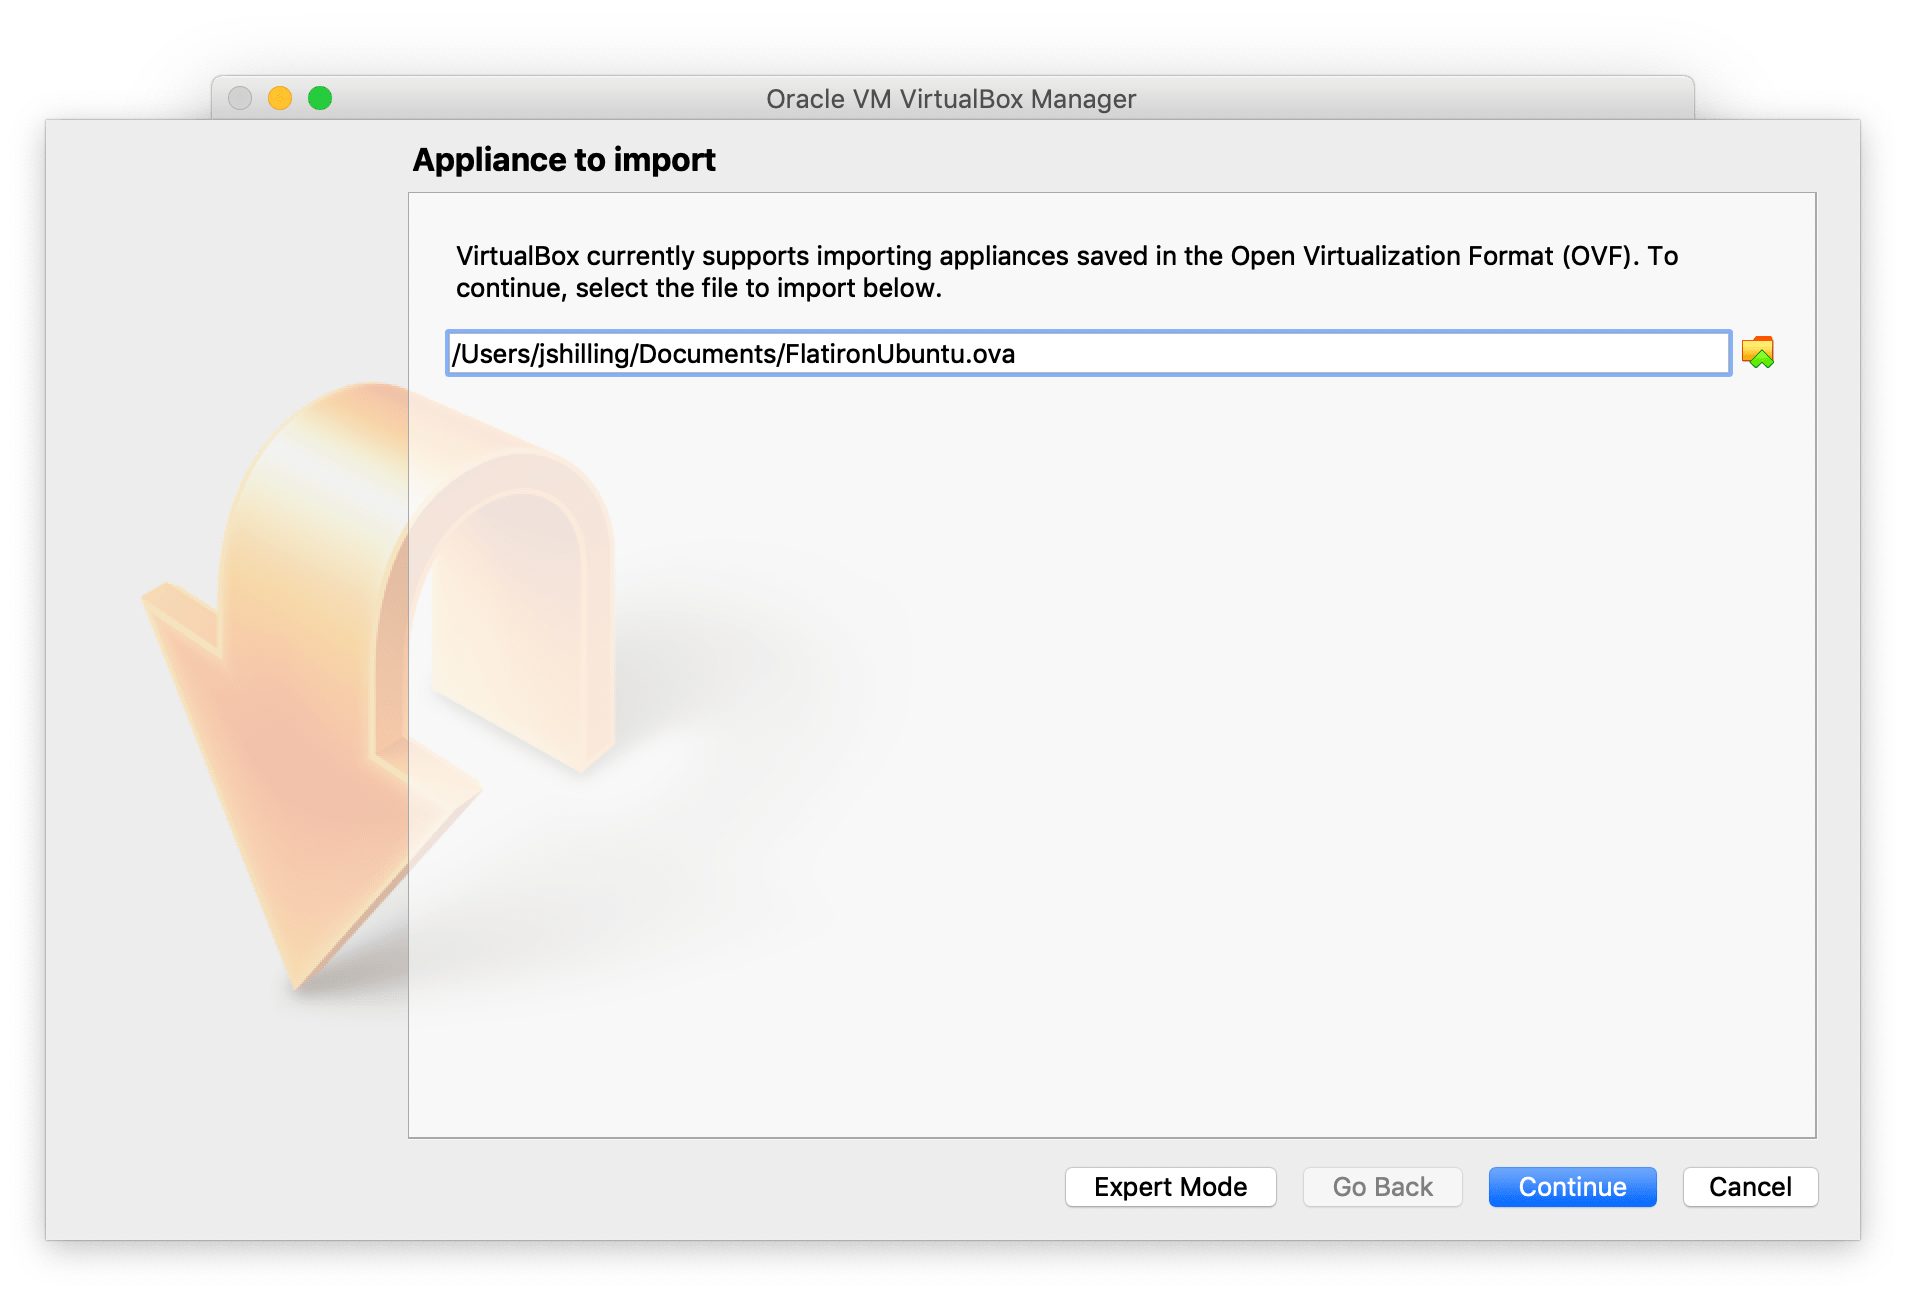 Oracle VM VirtualBox Manager
Appliance to import
VirtualBox currently supports importing appliances saved in the Open Virtualization Format (OVF). To
continue, select the file to import below.
/Users/jshilling/Documents/FlatironUbuntu.ova
Expert Mode
Go Back
Continue
Cancel